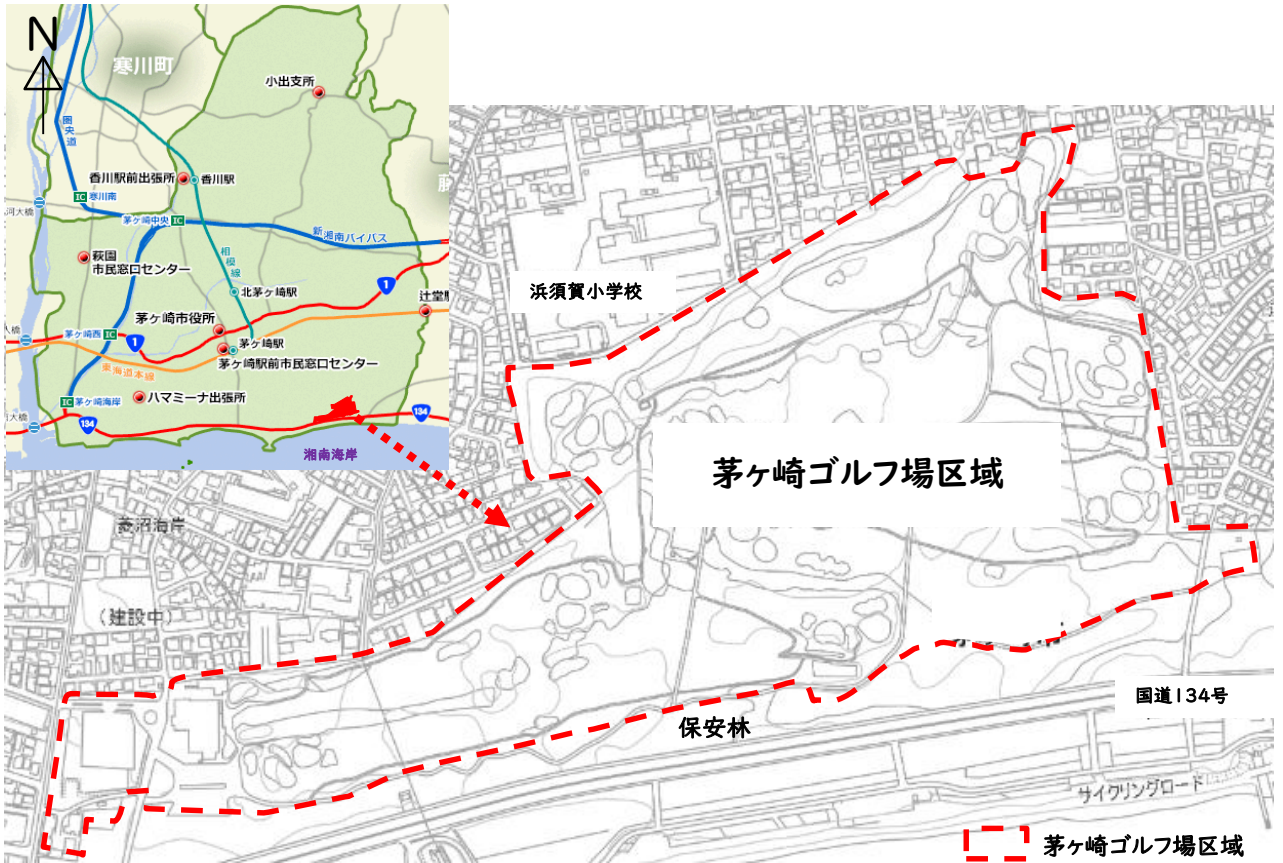 N
寒川町
小出支所
圏央道
香川駅前出張所
香川駅
IC 寒川南
茅ヶ崎中央 IC
新湘南バイパス
萩園
市民窓口センター
相模線
1
北茅ヶ崎駅
茅ヶ崎市役所
茅ヶ崎西 IC
1
茅ヶ崎駅
茅ヶ崎駅前市民窓口センター
東海道本線
ハマミーナ出張所
IC 茅ヶ崎海岸
134
134
湘南海岸
浜須賀小学校
茅ヶ崎ゴルフ場区域
菱沼海岸
(建設中)
国道134号
保安林
サイクリングロード
茅ヶ崎ゴルフ場区域